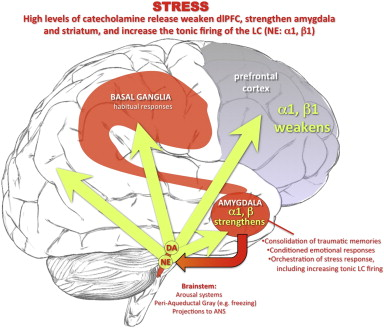 STRESS
High levels of catecholamine release weaken dlPFC, strengthen amygdala
and striatum, and increase the tonic firing of the LC (NE: α1, β1)
BASAL GANGLIA
habitual responses
prefrontal
cortex
α1, β1
weakens
AMYGDALA
α1, β
strengthens
DA
NE
•Consolidation of traumatic memories
•Conditioned emotional responses
•Orchestration of stress response,
including increasing tonic LC firing
Brainstem:
Arousal systems
Peri-Aqueductal Gray (e.g. freezing)
Projections to ANS